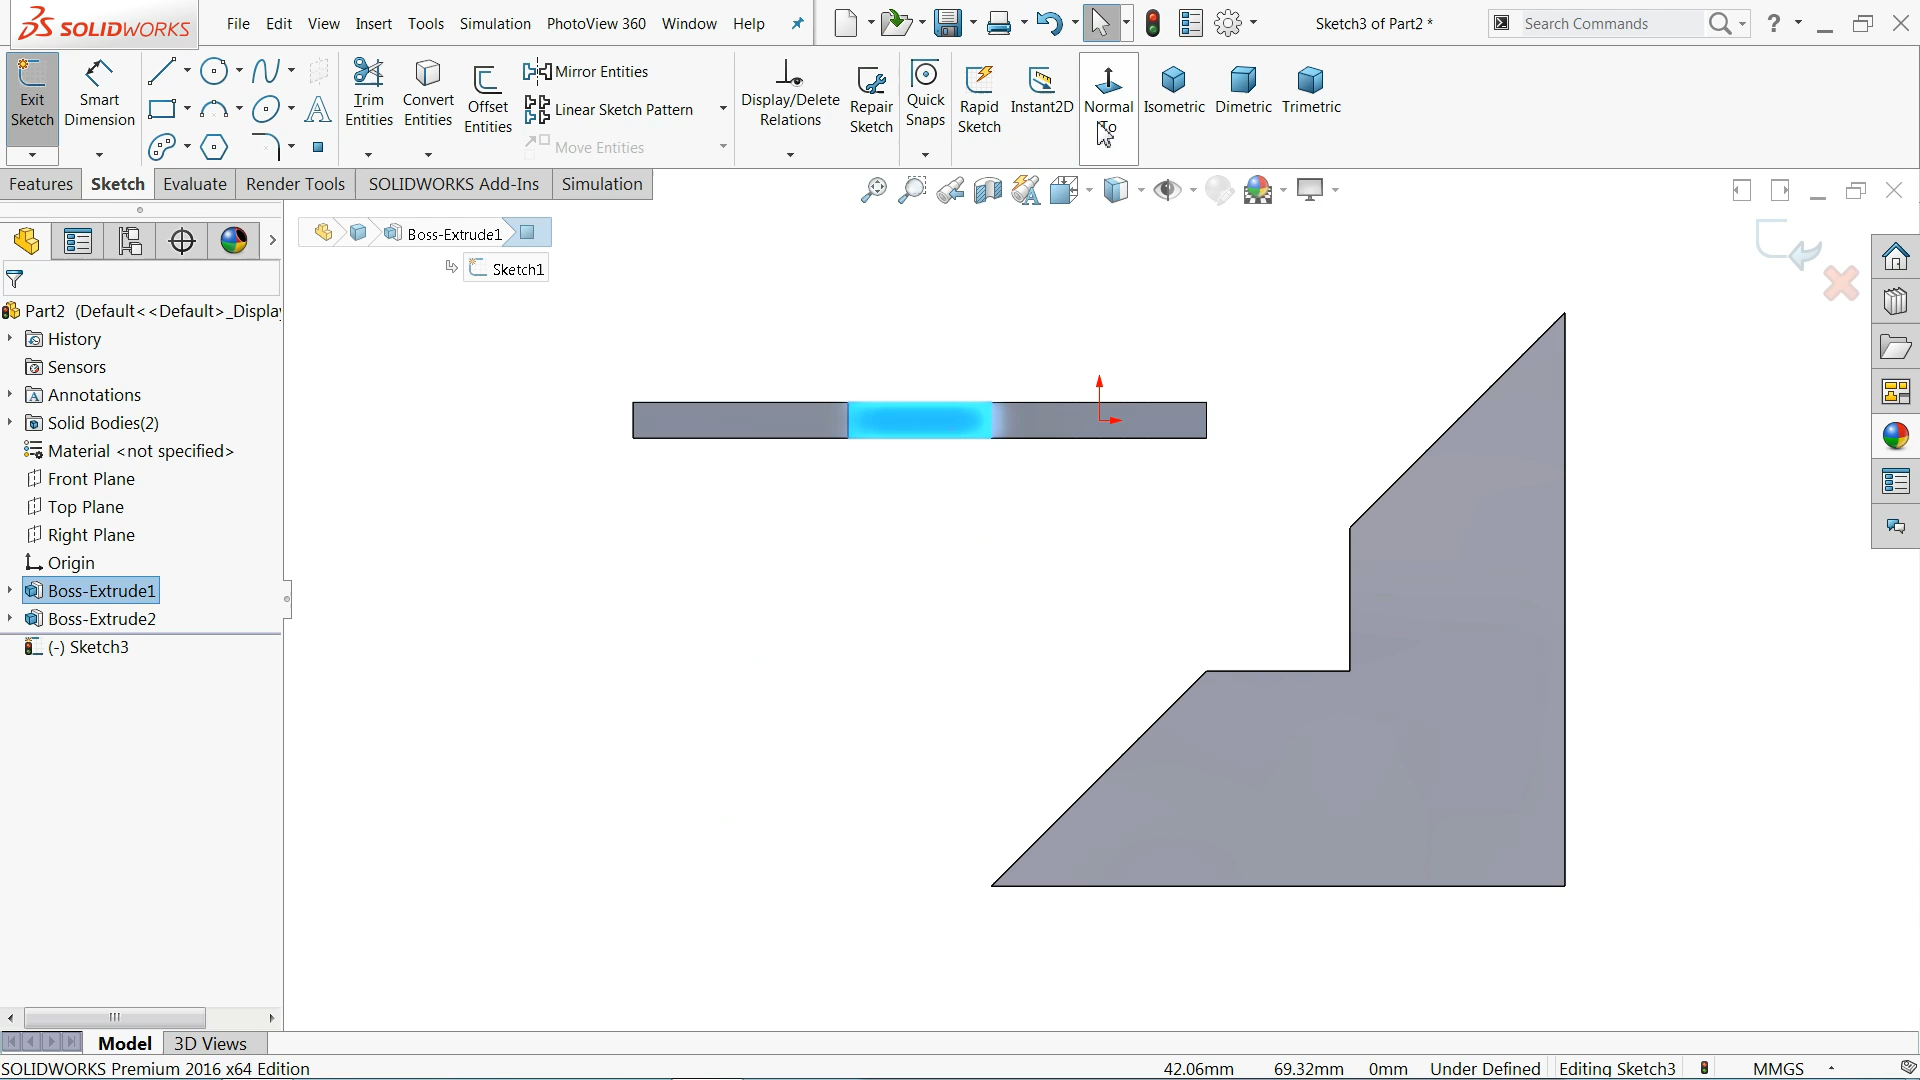 SOLIDWORKS File Edit View Insert Tools Simulation PhotoView 360 Window Help Sketch3 of Part2 * Search Commands ?
Exit Sketch
Smart Dimension
Trim Entities
Convert Entities
Offset Entities
Mirror Entities
Linear Sketch Pattern
Move Entities
Display/Delete Relations
Repair Sketch
Quick Snaps
Rapid Sketch
Instant2D
Normal To
Isometric
Dimetric
Trimetric
Features Sketch Evaluate Render Tools SOLIDWORKS Add-Ins Simulation
Boss-Extrude1
Sketch1
Part2 (Default<<Default>_Displa
History
Sensors
Annotations
Solid Bodies(2)
Material <not specified>
Front Plane
Top Plane
Right Plane
Origin
Boss-Extrude1
Boss-Extrude2
(-) Sketch3
Model 3D Views
SOLIDWORKS Premium 2016 x64 Edition 42.06mm 69.32mm 0mm Under Defined Editing Sketch3 MMGS